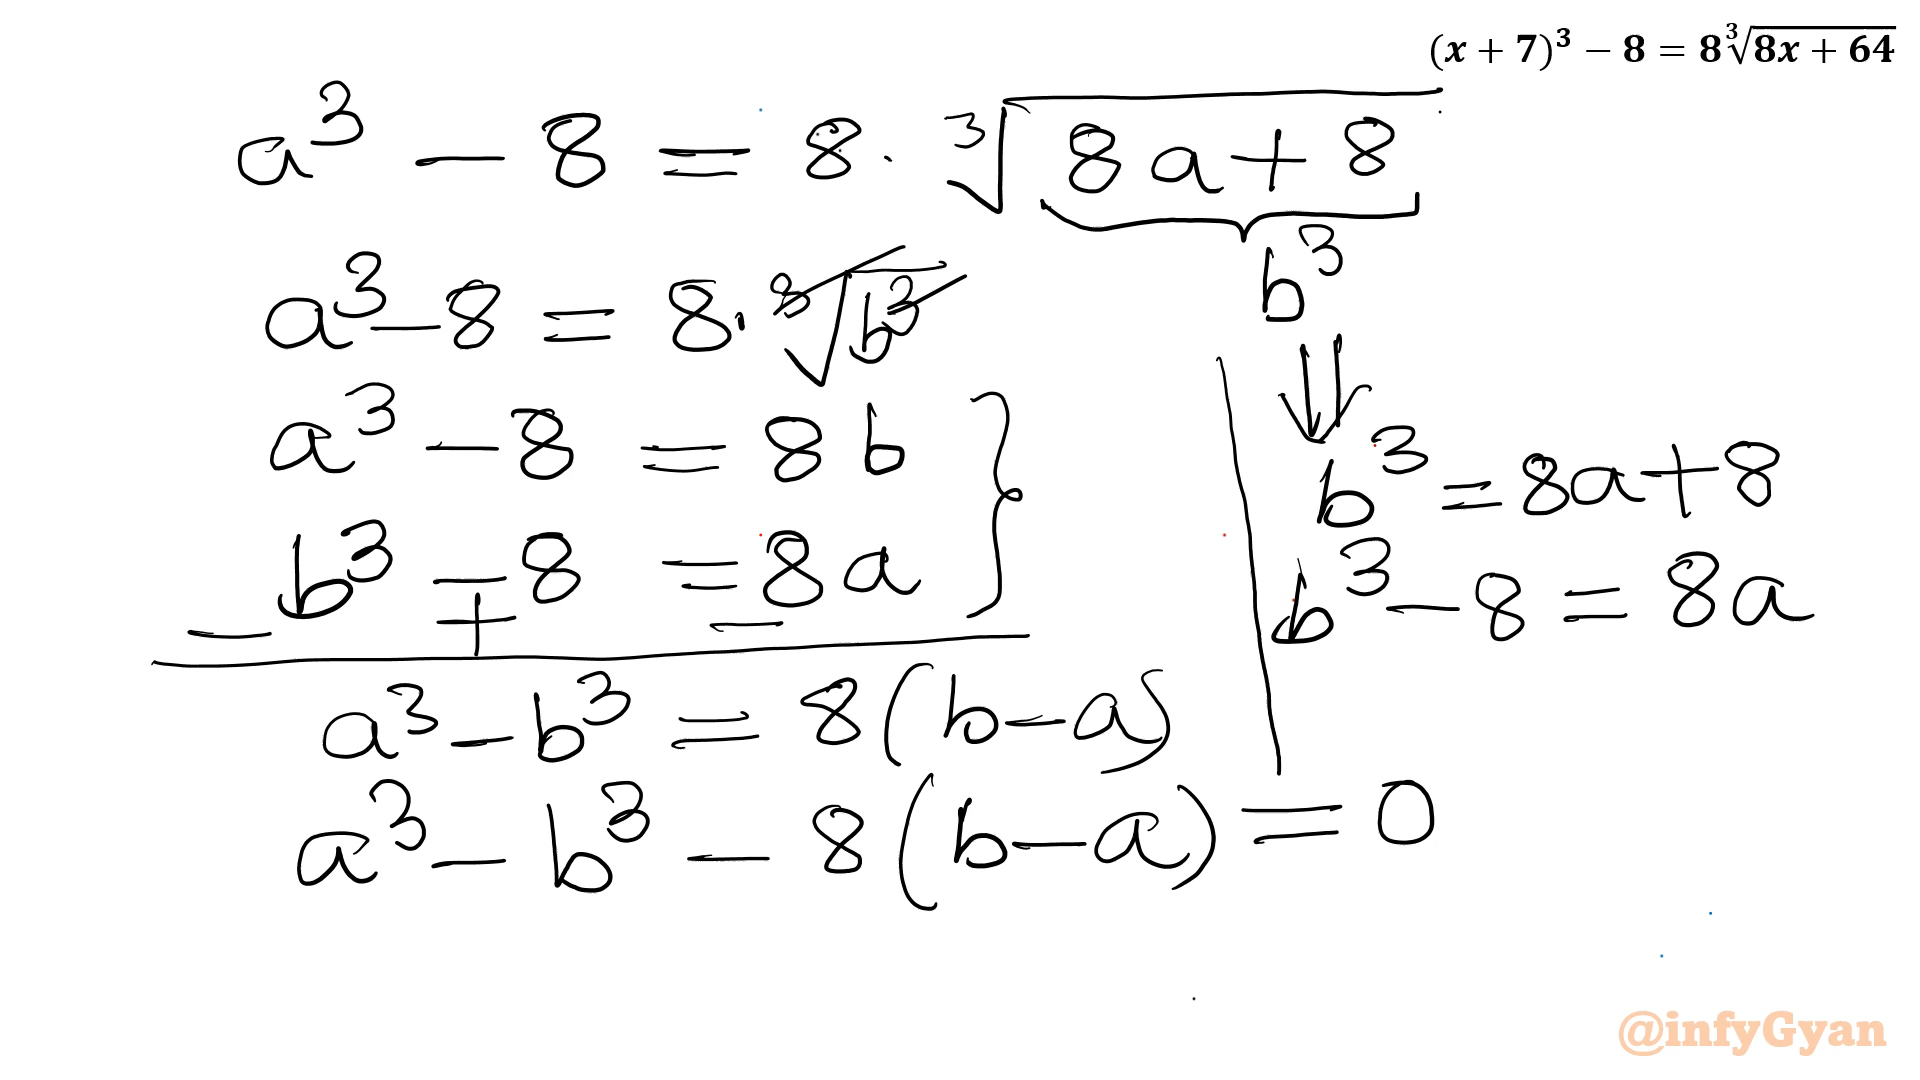 (x + 7)³ − 8 = 8∛(8x + 64)
a³ − 8 = 8 · ∛(8a + 8)
b³
a³ − 8 = 8 · ∛(b³)
a³ − 8 = 8b
b³ − 8 = 8a
− + −
a³ − b³ = 8(b − a)
a³ − b³ − 8(b − a) = 0
b³ = 8a + 8
b³ − 8 = 8a
@infyGyan